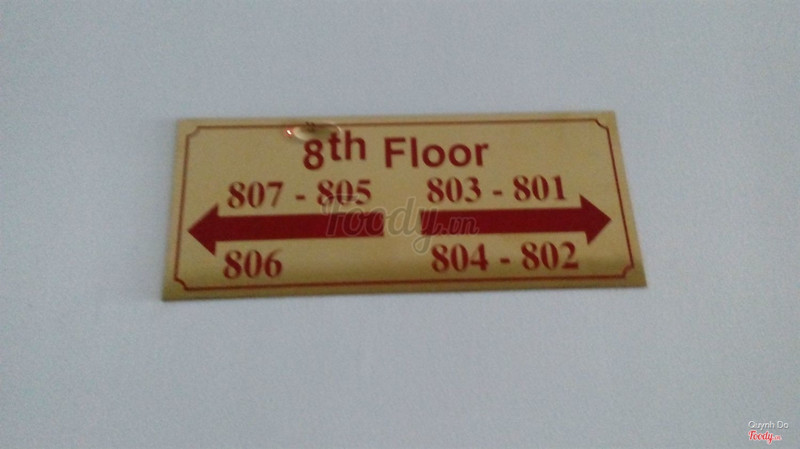 8th Floor
807 - 805 803 - 801
806 804 - 802
Foody.vn
Quynh Do
Foody.vn